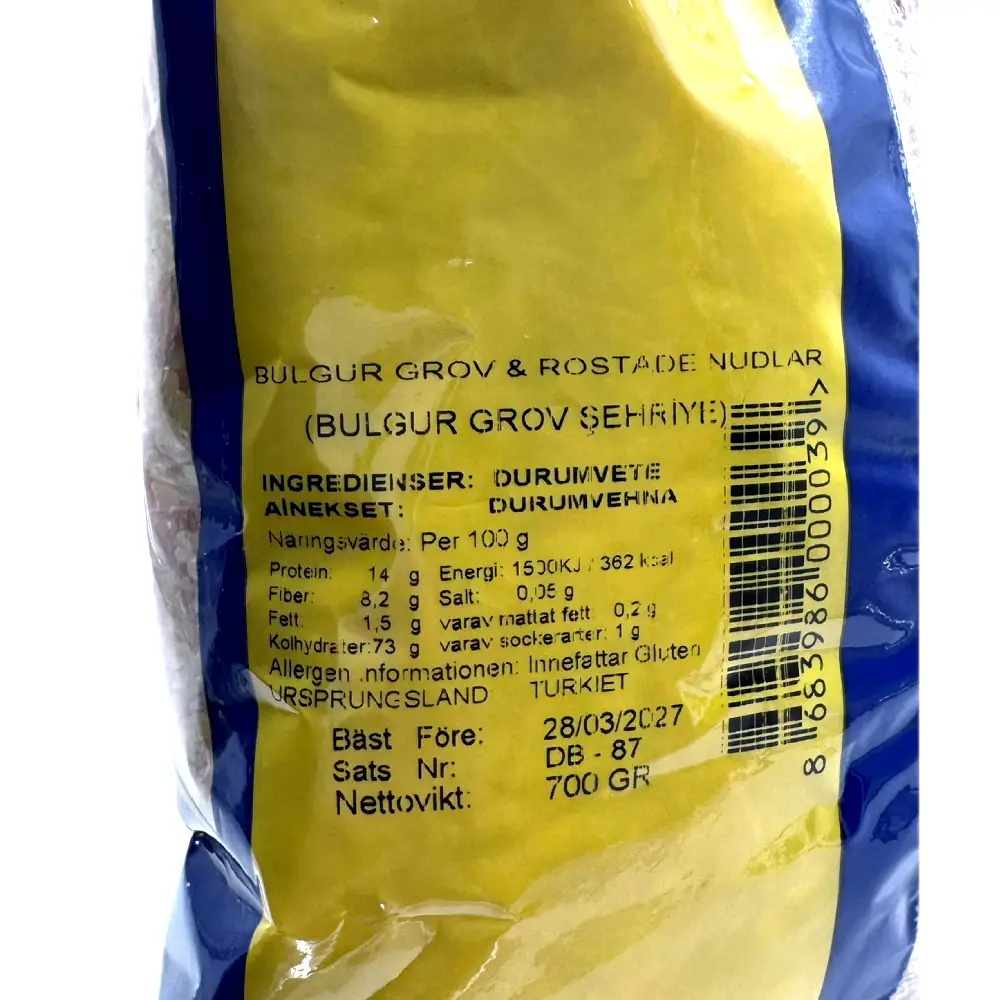 BULGUR GROV & ROSTADE NUDLAR
(BULGUR GROV ŞEHRİYE)
INGREDIENSER: DURUMVETE
AINEKSET: DURUMVEHNA
Näringsvärde: Per 100 g
Protein: 14 g Energi: 1500KJ / 362 kcal
Fiber: 8,2 g Salt: 0,05 g
Fett: 1,5 g varav mattat fett: 0,2 g
Kolhydrater: 73 g varav sockerarter: 1 g
Allergen informationen: Innefattar Gluten
URSPRUNGSLAND TURKIET
Bäst Före: 28/03/2027
Sats Nr: DB - 87
Nettovikt: 700 GR
8 683986 000039 >